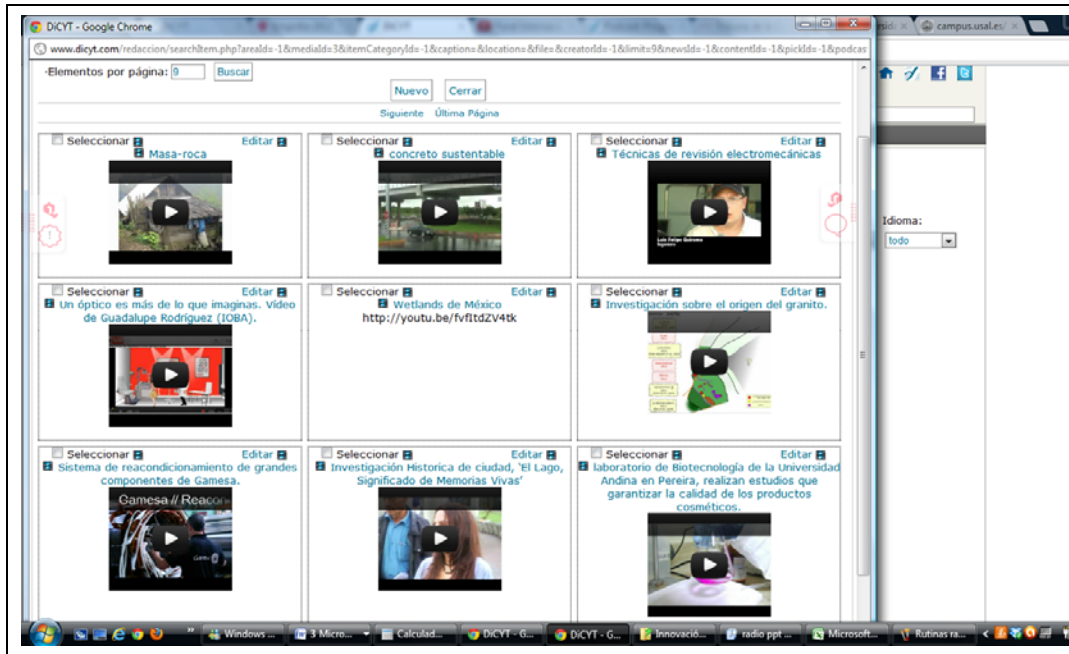 DiCYT - Google Chrome
campus.usal.es/
www.dicyt.com/redaccion/searchItem.php?areaId=-1&mediaId=3&itemCategoryId=-1&caption=&location=&file=&creatorId=-1&limit=9&newsId=-1&contentId=-1&pickId=-1&podcas
-Elementos por página: 9 Buscar
Nuevo Cerrar
Siguiente Última Página
Seleccionar Editar Seleccionar Editar Seleccionar Editar
Masa-roca concreto sustentable Técnicas de revisión electromecánicas
Idioma:
todo
Seleccionar Editar Seleccionar Editar Seleccionar Editar
Un óptico es más de lo que imaginas. Vídeo Wetlands de México Investigación sobre el origen del granito.
de Guadalupe Rodríguez (IOBA). http://youtu.be/fvfItdZV4tk
Seleccionar Editar Seleccionar Editar Seleccionar Editar
Sistema de reacondicionamiento de grandes Investigación Historica de ciudad, 'El Lago, laboratorio de Biotecnología de la Universidad
componentes de Gamesa. Significado de Memorias Vivas' Andina en Pereira, realizan estudios que
garantizar la calidad de los productos
cosméticos.
Gamesa // Reacon
Windows ... 3 Micro... Calculad... DiCYT - G... DiCYT - G... Innovació... radio ppt ... Microsoft... Rutinas ra...